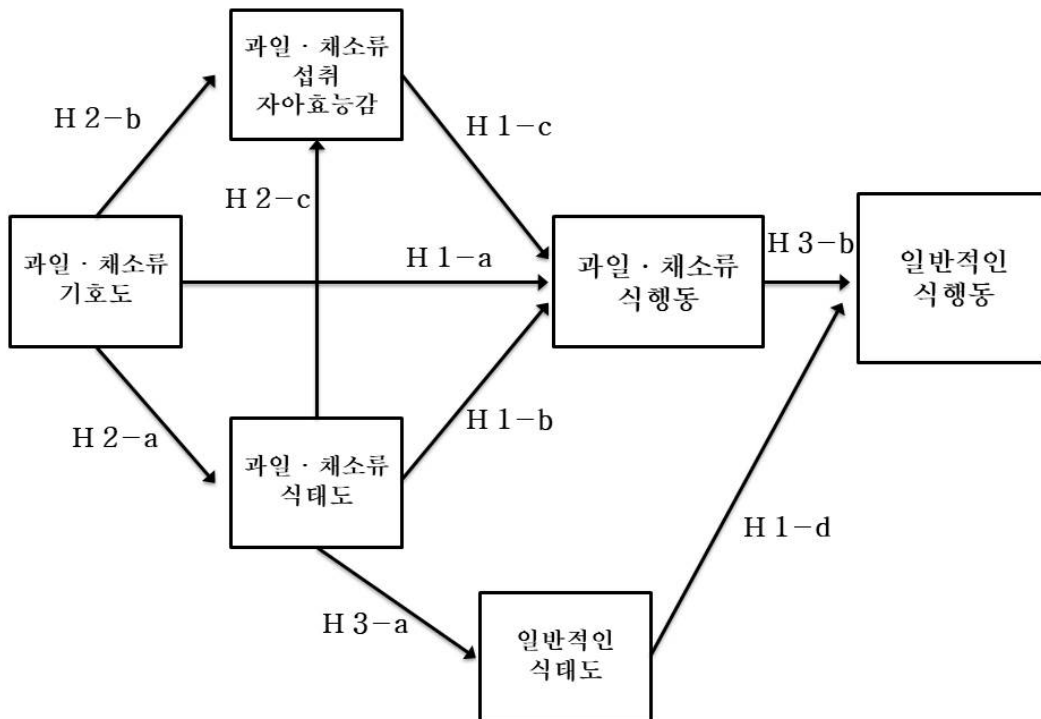 과일 · 채소류
섭취
자아효능감
H 2-b
H 1-c
H 2-c
과일 · 채소류
기호도
H 1-a
과일 · 채소류
식행동
H 3-b
일반적인
식행동
H 2-a
과일 · 채소류
식태도
H 1-b
H 1-d
H 3-a
일반적인
식태도